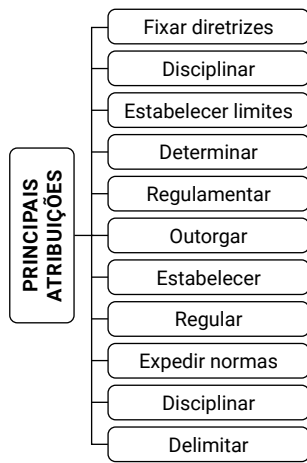 PRINCIPAIS
ATRIBUIÇÕES
Fixar diretrizes
Disciplinar
Estabelecer limites
Determinar
Regulamentar
Outorgar
Estabelecer
Regular
Expedir normas
Disciplinar
Delimitar